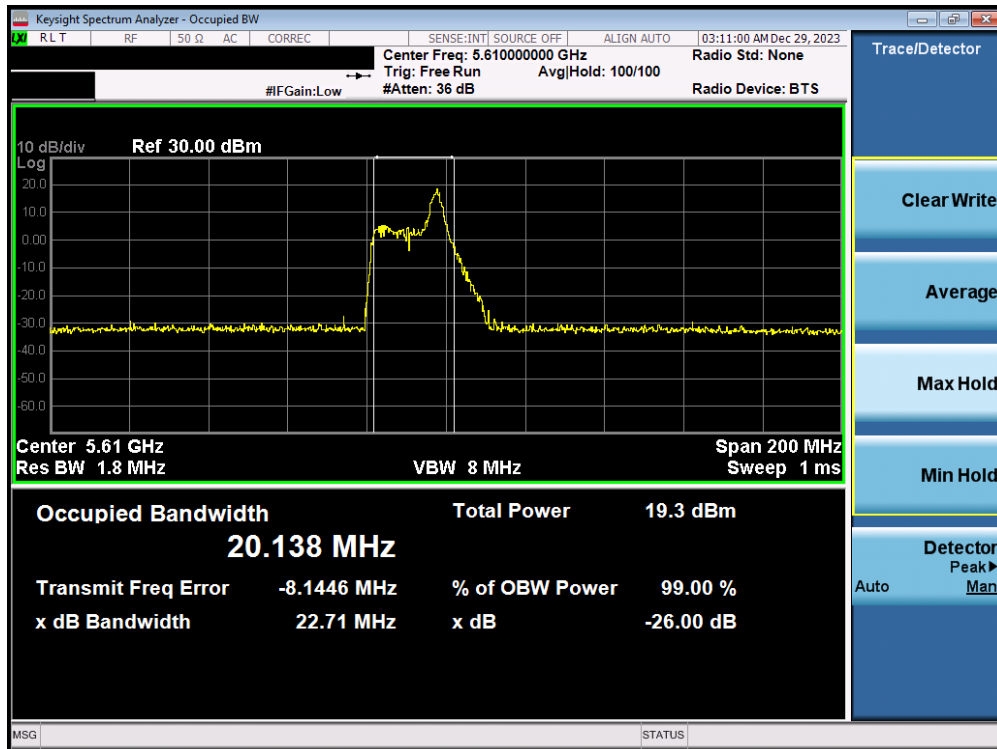 Keysight Spectrum Analyzer - Occupied BW
LXI R L T RF 50 Ω AC CORREC SENSE:INT SOURCE OFF ALIGN AUTO 03:11:00 AM Dec 29, 2023
Center Freq: 5.610000000 GHz Radio Std: None
Trig: Free Run Avg|Hold: 100/100
#IFGain:Low #Atten: 36 dB Radio Device: BTS
Trace/Detector
10 dB/div Ref 30.00 dBm
Log
20.0
10.0
0.00
-10.0
-20.0
-30.0
-40.0
-50.0
-60.0
Center 5.61 GHz Span 200 MHz
Res BW 1.8 MHz VBW 8 MHz Sweep 1 ms
Occupied Bandwidth Total Power 19.3 dBm
20.138 MHz
Transmit Freq Error -8.1446 MHz % of OBW Power 99.00 %
x dB Bandwidth 22.71 MHz x dB -26.00 dB
Clear Write
Average
Max Hold
Min Hold
Detector
Peak▶
Auto Man
MSG STATUS